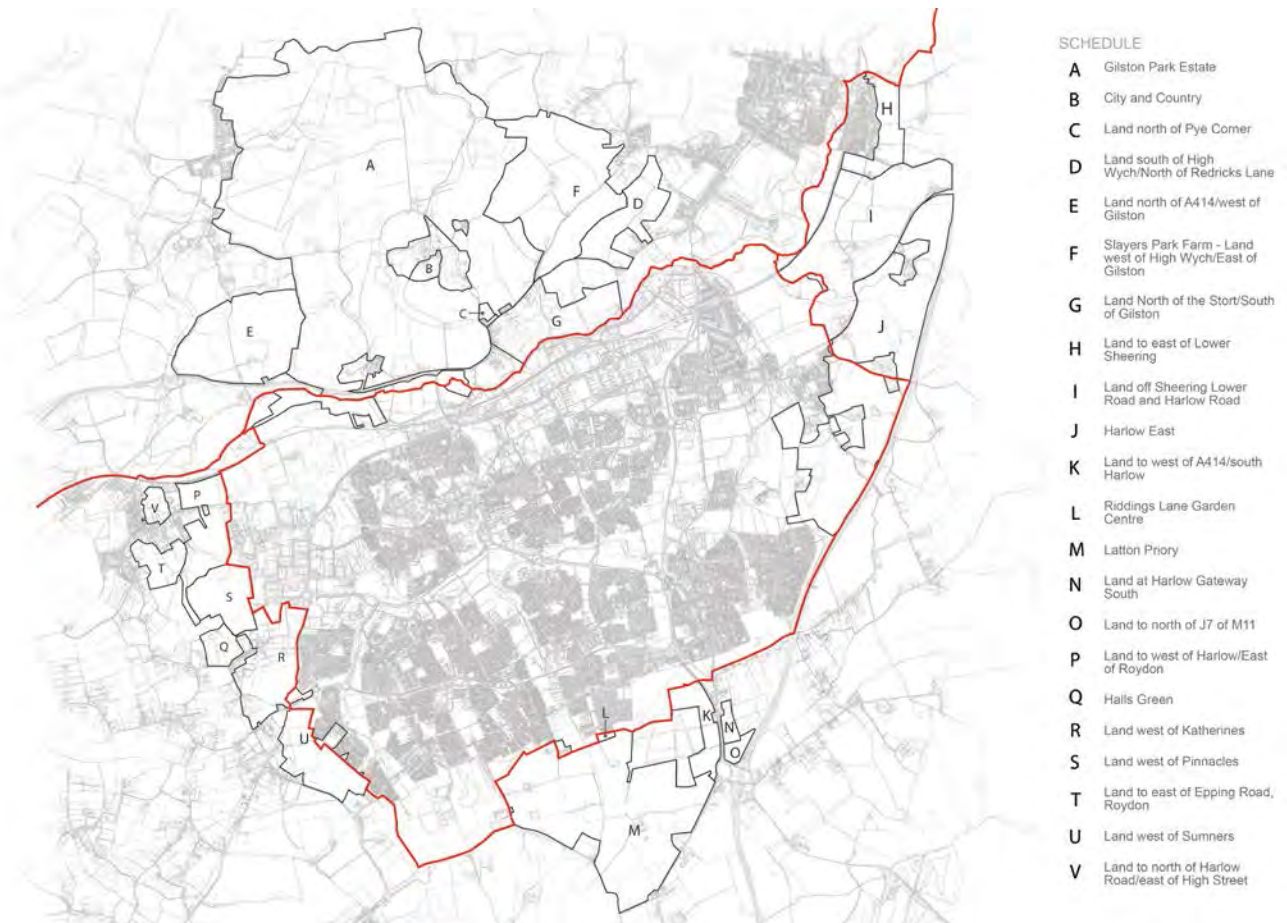 SCHEDULE
A Gilston Park Estate
B City and Country
C Land north of Pye Corner
D Land south of High
Wych/North of Redricks Lane
E Land north of A414/west of
Gilston
F Slayers Park Farm - Land
west of High Wych/East of
Gilston
G Land North of the Stort/South
of Gilston
H Land to east of Lower
Sheering
I Land off Sheering Lower
Road and Harlow Road
J Harlow East
K Land to west of A414/south
Harlow
L Riddings Lane Garden
Centre
M Latton Priory
N Land at Harlow Gateway
South
O Land to north of J7 of M11
P Land to west of Harlow/East
of Roydon
Q Halls Green
R Land west of Katherines
S Land west of Pinnacles
T Land to east of Epping Road,
Roydon
U Land west of Sumners
V Land to north of Harlow
Road/east of High Street
H
A
F
D
I
B
C
G
E
J
P
V
T
S
Q
R
L
K
N
U
O
M